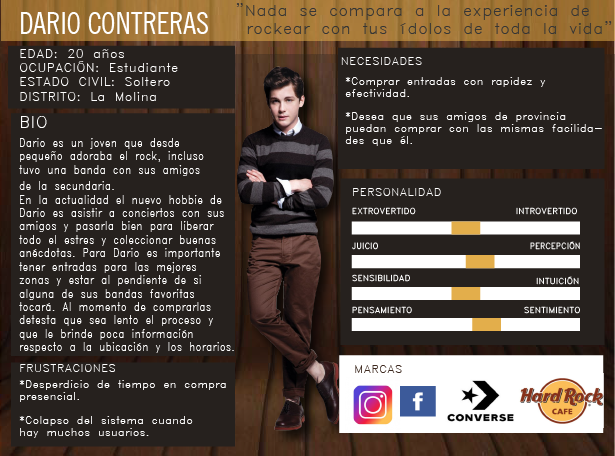 DARIO CONTRERAS
"Nada se compara a la experiencia de
rockear con tus ídolos de toda la vida"
EDAD: 20 años
OCUPACIÓN: Estudiante
ESTADO CIVIL: Soltero
DISTRITO: La Molina
BIO
Dario es un joven que desde
pequeño adoraba el rock, incluso
tuvo una banda con sus amigos
de la secundaria.
En la actualidad el nuevo hobbie de
Dario es asistir a conciertos con sus
amigos y pasarla bien para liberar
todo el estres y coleccionar buenas
anécdotas. Para Dario es importante
tener entradas para las mejores
zonas y estar al pendiente de si
alguna de sus bandas favoritas
tocará. Al momento de comprarlas
detesta que sea lento el proceso y
que le brinde poca información
respecto a la ubicación y los horarios.
FRUSTRACIONES
*Desperdicio de tiempo en compra
presencial.
*Colapso del sistema cuando
hay muchos usuarios.
NECESIDADES
*Comprar entradas con rapidez y
efectividad.
*Desea que sus amigos de provincia
puedan comprar con las mismas facilida-
des que él.
PERSONALIDAD
EXTROVERTIDO INTROVERTIDO
JUICIO PERCEPCIÓN
SENSIBILIDAD INTUICIÓN
PENSAMIENTO SENTIMIENTO
MARCAS
f
CONVERSE
Hard Rock
CAFE